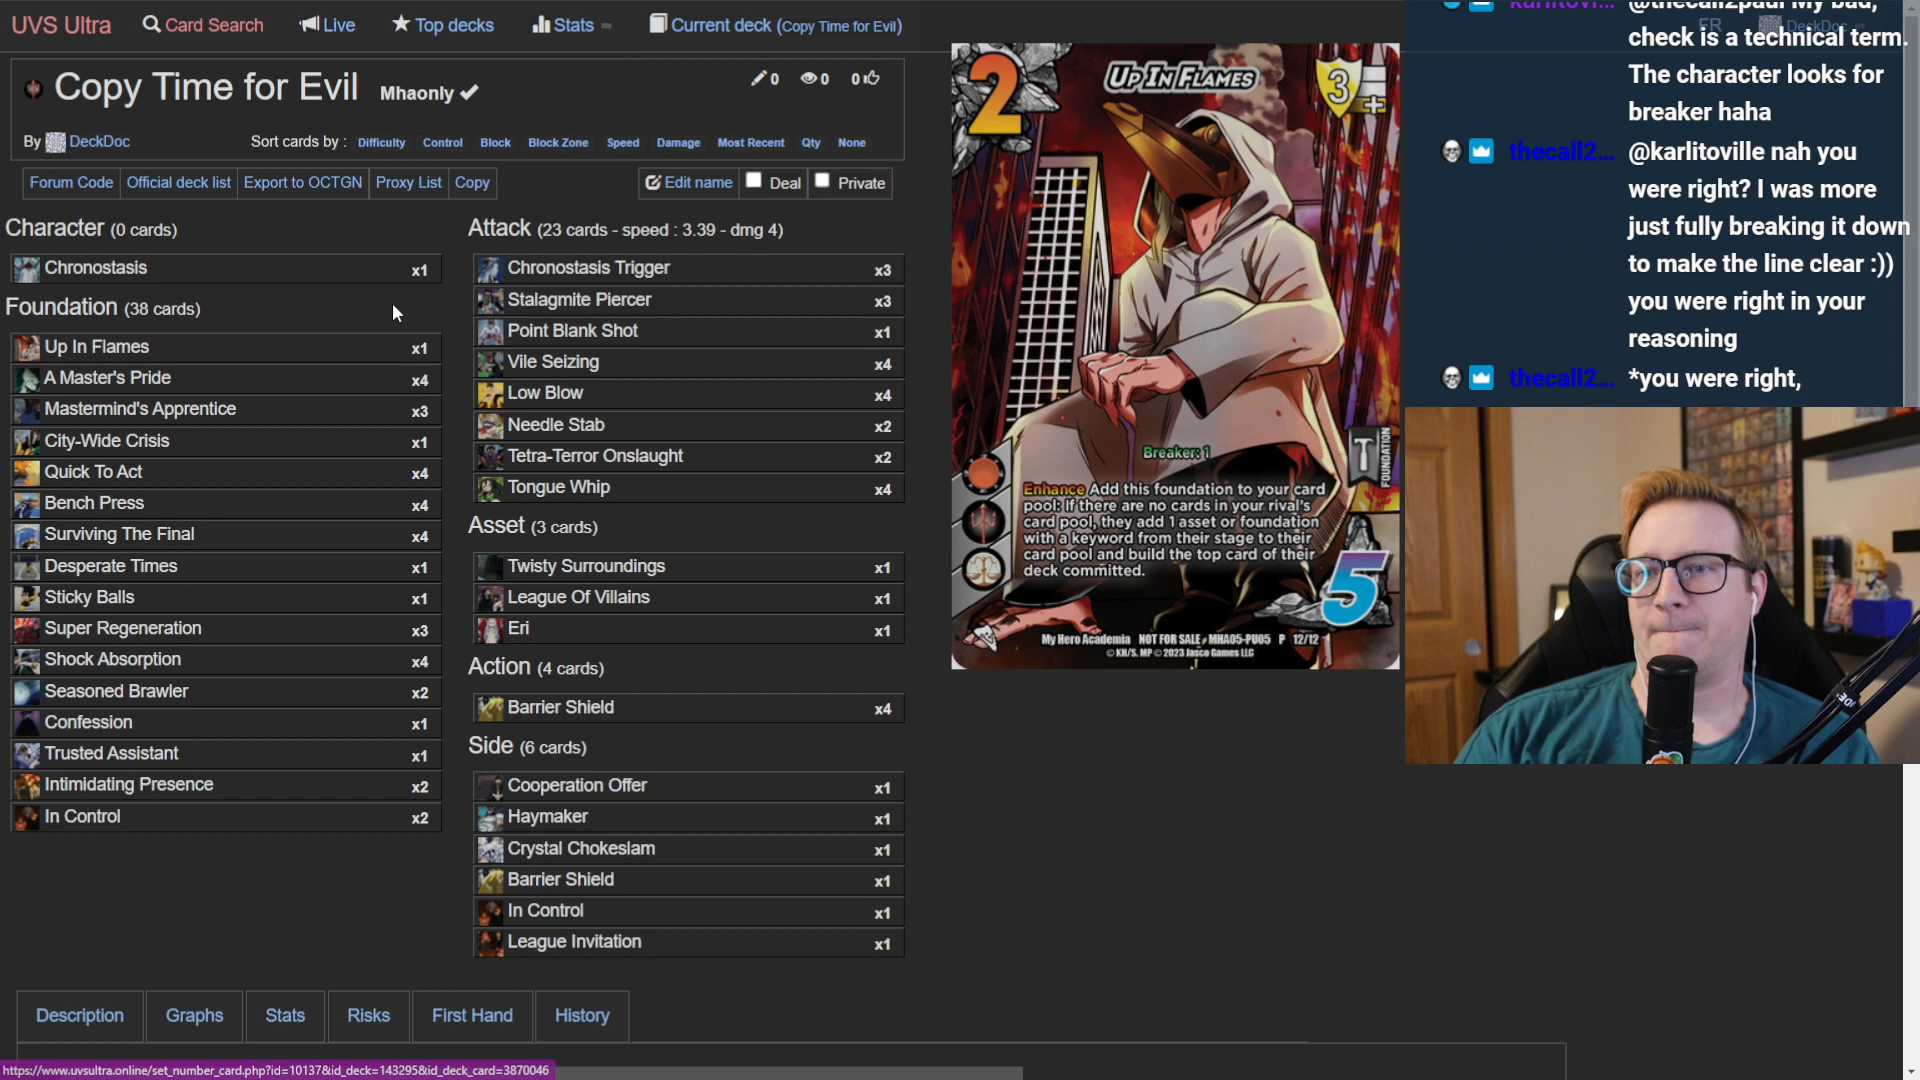 UVS Ultra
Card Search
Live
Top decks
Stats
Current deck (Copy Time for Evil)
Copy Time for Evil Mhaonly
0 0 0
By DeckDoc
Sort cards by : Difficulty Control Block Block Zone Speed Damage Most Recent Qty None
Forum Code Official deck list Export to OCTGN Proxy List Copy
Edit name Deal Private
Character (0 cards)
Chronostasis x1
Foundation (38 cards)
Up In Flames x1
A Master's Pride x4
Mastermind's Apprentice x3
City-Wide Crisis x1
Quick To Act x4
Bench Press x4
Surviving The Final x4
Desperate Times x1
Sticky Balls x1
Super Regeneration x3
Shock Absorption x4
Seasoned Brawler x2
Confession x1
Trusted Assistant x1
Intimidating Presence x2
In Control x2
Attack (23 cards - speed : 3.39 - dmg 4)
Chronostasis Trigger x3
Stalagmite Piercer x3
Point Blank Shot x1
Vile Seizing x4
Low Blow x4
Needle Stab x2
Tetra-Terror Onslaught x2
Tongue Whip x4
Asset (3 cards)
Twisty Surroundings x1
League Of Villains x1
Eri x1
Action (4 cards)
Barrier Shield x4
Side (6 cards)
Cooperation Offer x1
Haymaker x1
Crystal Chokeslam x1
Barrier Shield x1
In Control x1
League Invitation x1
Description
Graphs
Stats
Risks
First Hand
History
https://www.uvsultra.online/set_number_card.php?id=10137&id_deck=143295&id_deck_card=3870046
2
UP IN FLAMES
3
+
FOUNDATION
Breaker: 1
Enhance Add this foundation to your card
pool: If there are no cards in your rival's
card pool, they add 1 asset or foundation
with a keyword from their stage to their
card pool and build the top card of their
deck committed.
5
My Hero Academia NOT FOR SALE MHA05-PU05 P 12/12
© KH/S. MP © 2023 Jasco Games LLC
FR
DeckDoc
karlitovi... @thecall2paul My bad,
check is a technical term.
The character looks for
breaker haha
thecall2... @karlitoville nah you
were right? I was more
just fully breaking it down
to make the line clear :))
you were right in your
reasoning
thecall2... *you were right,